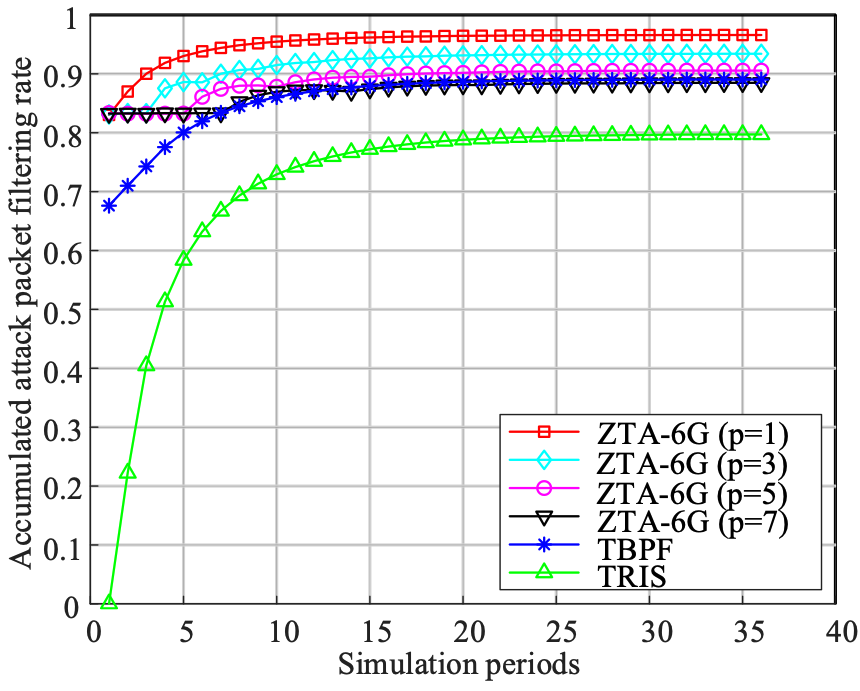 Accumulated attack packet filtering rate
1
0.9
0.8
0.7
0.6
0.5
0.4
0.3
0.2
0.1
0
ZTA-6G (p=1)
ZTA-6G (p=3)
ZTA-6G (p=5)
ZTA-6G (p=7)
TBPF
TRIS
0 5 10 15 20 25 30 35 40
Simulation periods